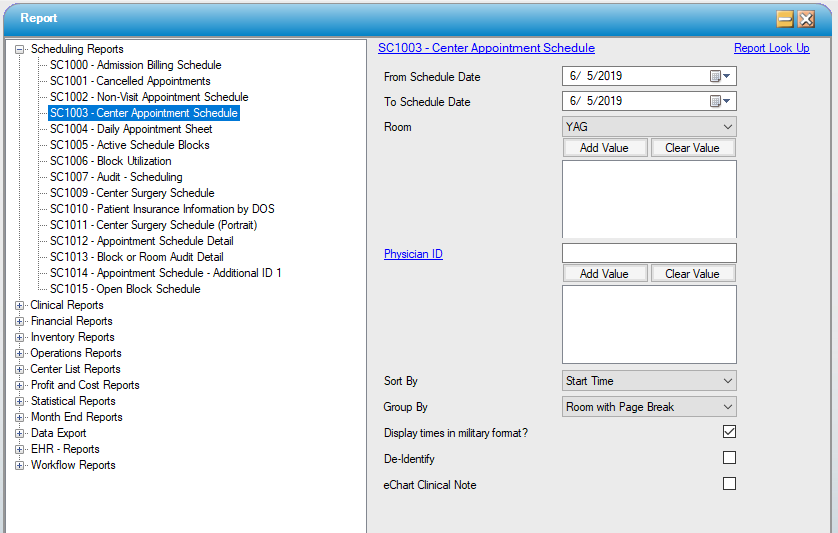 Report
Scheduling Reports
SC1000 - Admission Billing Schedule
SC1001 - Cancelled Appointments
SC1002 - Non-Visit Appointment Schedule
SC1003 - Center Appointment Schedule
SC1004 - Daily Appointment Sheet
SC1005 - Active Schedule Blocks
SC1006 - Block Utilization
SC1007 - Audit - Scheduling
SC1009 - Center Surgery Schedule
SC1010 - Patient Insurance Information by DOS
SC1011 - Center Surgery Schedule (Portrait)
SC1012 - Appointment Schedule Detail
SC1013 - Block or Room Audit Detail
SC1014 - Appointment Schedule - Additional ID 1
SC1015 - Open Block Schedule
Clinical Reports
Financial Reports
Inventory Reports
Operations Reports
Center List Reports
Profit and Cost Reports
Statistical Reports
Month End Reports
Data Export
EHR - Reports
Workflow Reports
SC1003 - Center Appointment Schedule Report Look Up
From Schedule Date 6/ 5/2019
To Schedule Date 6/ 5/2019
Room YAG
Add Value Clear Value
Physician ID
Add Value Clear Value
Sort By Start Time
Group By Room with Page Break
Display times in military format?
De-Identify
eChart Clinical Note